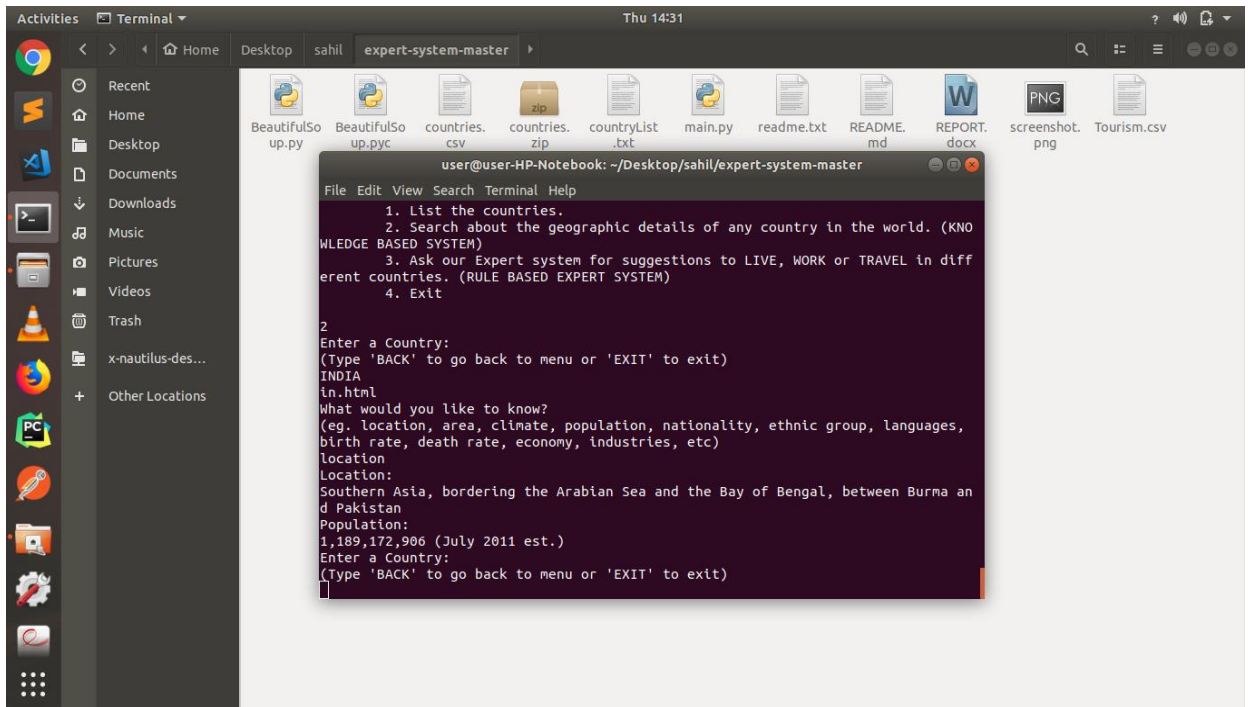 Activities
Terminal
Thu 14:31
?
Home
Desktop
sahil
expert-system-master
Recent
Home
Desktop
Documents
Downloads
Music
Pictures
Videos
Trash
x-nautilus-des...
+ Other Locations
PC
BeautifulSo
up.py
BeautifulSo
up.pyc
countries.
csv
zip
countries.
zip
countryList
.txt
main.py
readme.txt
README.
md
W
REPORT.
docx
PNG
screenshot.
png
Tourism.csv
user@user-HP-Notebook: ~/Desktop/sahil/expert-system-master
File Edit View Search Terminal Help
1. List the countries.
2. Search about the geographic details of any country in the world. (KNO
WLEDGE BASED SYSTEM)
3. Ask our Expert system for suggestions to LIVE, WORK or TRAVEL in diff
erent countries. (RULE BASED EXPERT SYSTEM)
4. Exit
2
Enter a Country:
(Type 'BACK' to go back to menu or 'EXIT' to exit)
INDIA
in.html
What would you like to know?
(eg. location, area, climate, population, nationality, ethnic group, languages,
birth rate, death rate, economy, industries, etc)
location
Location:
Southern Asia, bordering the Arabian Sea and the Bay of Bengal, between Burma an
d Pakistan
Population:
1,189,172,906 (July 2011 est.)
Enter a Country:
(Type 'BACK' to go back to menu or 'EXIT' to exit)